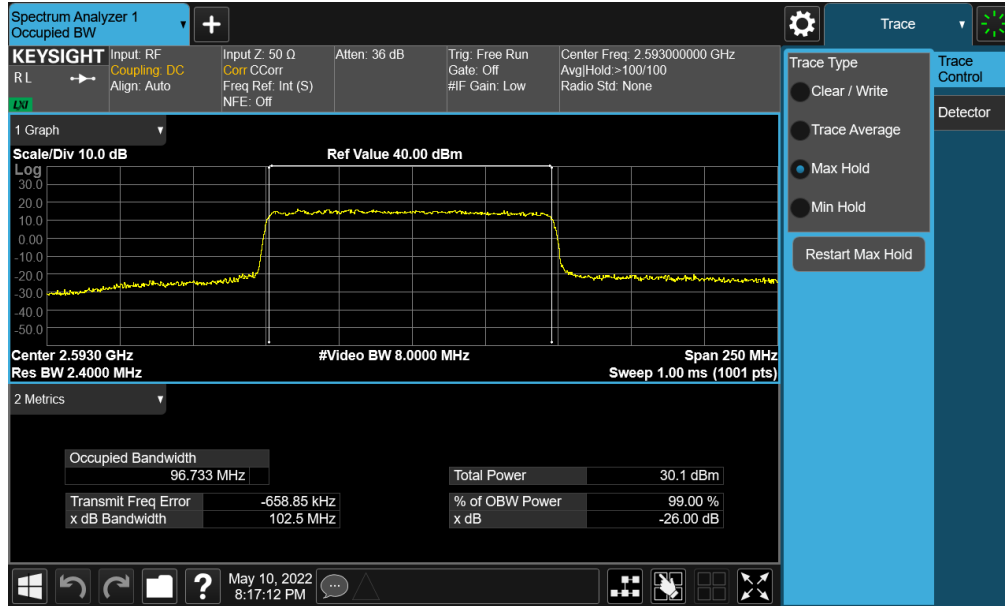 Spectrum Analyzer 1
Occupied BW
+
Trace
KEYSIGHT
R L
LXI
Input: RF
Coupling: DC
Align: Auto
Input Z: 50 Ω
Corr CCorr
Freq Ref: Int (S)
NFE: Off
Atten: 36 dB
Trig: Free Run
Gate: Off
#IF Gain: Low
Center Freq: 2.593000000 GHz
Avg|Hold:>100/100
Radio Std: None
Trace Type
Clear / Write
Trace Average
Max Hold
Min Hold
Restart Max Hold
Trace
Control
Detector
1 Graph
Scale/Div 10.0 dB
Ref Value 40.00 dBm
Log
30.0
20.0
10.0
0.00
-10.0
-20.0
-30.0
-40.0
-50.0
Center 2.5930 GHz
#Video BW 8.0000 MHz
Span 250 MHz
Res BW 2.4000 MHz
Sweep 1.00 ms (1001 pts)
2 Metrics
Occupied Bandwidth
96.733 MHz
Total Power 30.1 dBm
Transmit Freq Error -658.85 kHz
% of OBW Power 99.00 %
x dB Bandwidth 102.5 MHz
x dB -26.00 dB
?
May 10, 2022
8:17:12 PM